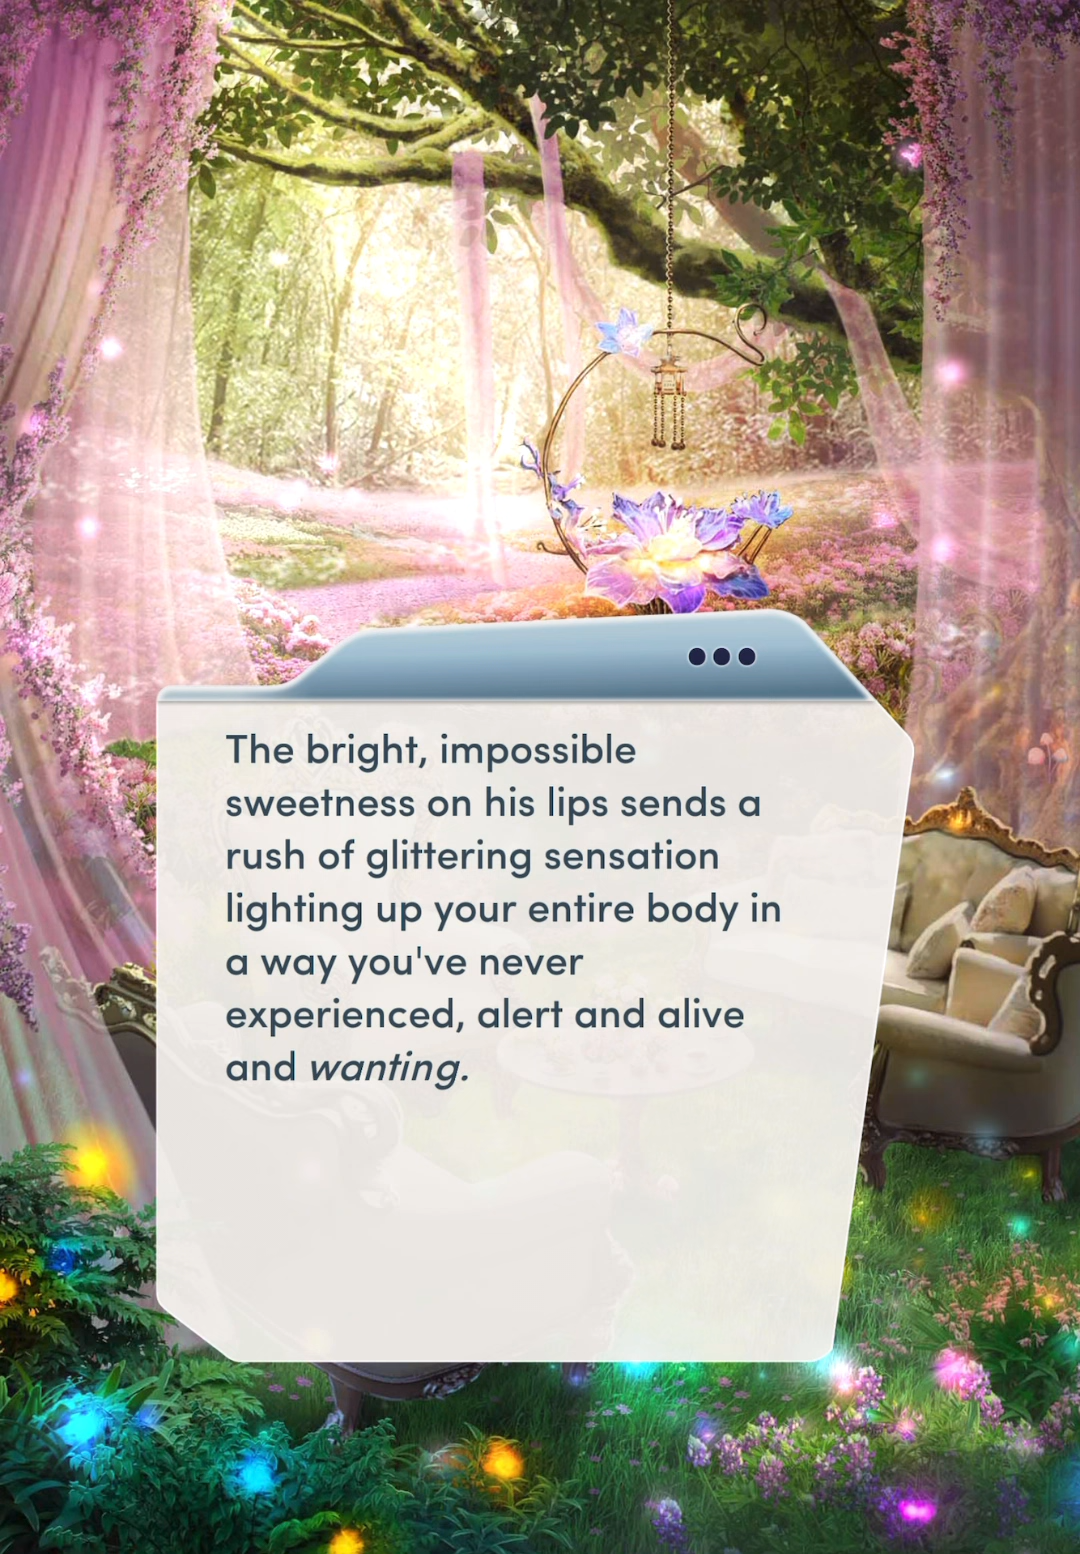 The bright, impossible
sweetness on his lips sends a
rush of glittering sensation
lighting up your entire body in
a way you've never
experienced, alert and alive
and wanting.